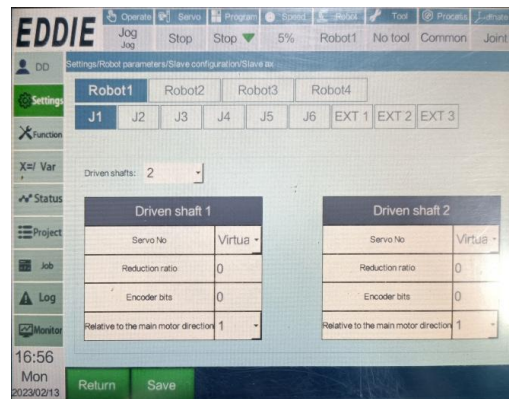 EDDIE
Operate Servo Program Speed Robot Tool Process
Jog Stop Stop 5% Robot1 No tool Common Joint
Jog
DD
Settings/Robot parameters/Slave configuration/Slave
Settings
Robot1 Robot2 Robot3 Robot4
J1 J2 J3 J4 J5 J6 EXT 1 EXT 2 EXT 3
Function
X=/ Var
Driven shafts: 2
Status
Driven shaft 1 Driven shaft 2
Project
Servo No Virtua Servo No Virtua
Job
Reduction ratio 0 Reduction ratio 0
Log
Encoder bits 0 Encoder bits 0
Monitor
Relative to the main motor direction 1 Relative to the main motor direction 1
16:56
Mon
2023/02/13
Return Save